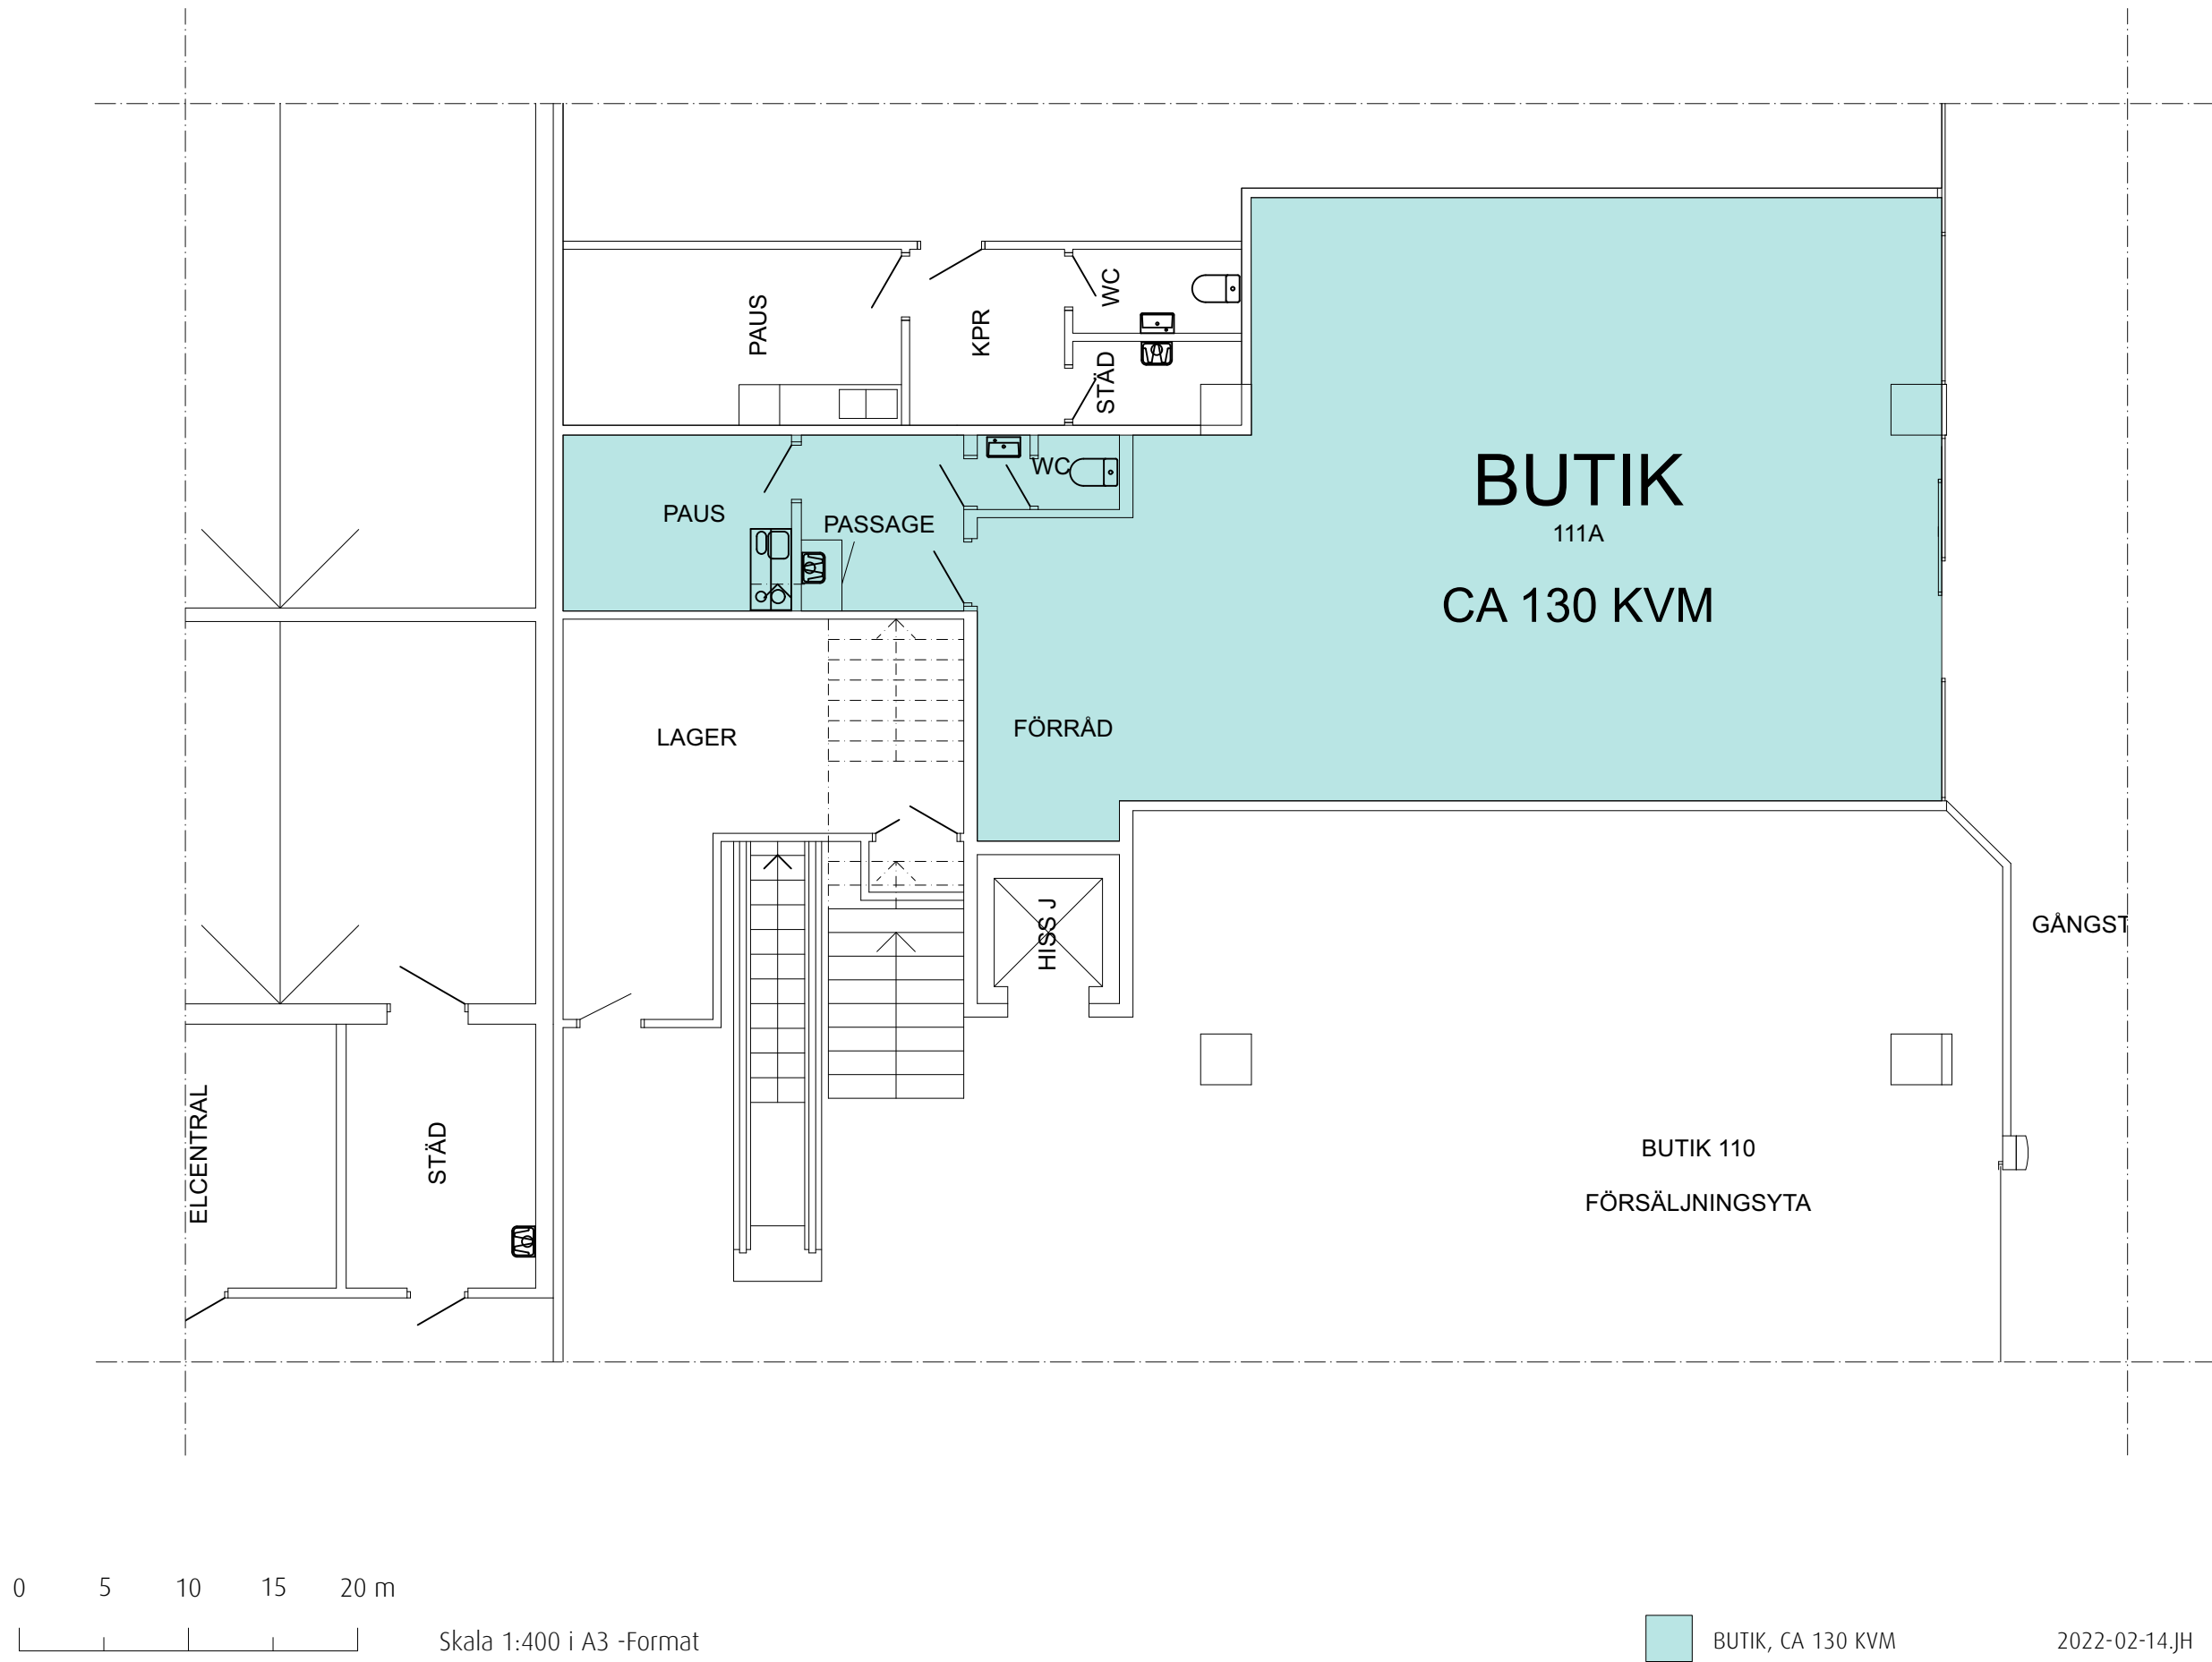 WC
PAUS
KPR
STÄD
WC
BUTIK
PAUS
PASSAGE
111A
CA 130 KVM
FÖRRÅD
LAGER
HISS J
GÅNGST
ELCENTRAL
STÄD
BUTIK 110
FÖRSÄLJNINGSYTA
0 5 10 15 20 m
Skala 1:400 i A3 -Format
BUTIK, CA 130 KVM
2022-02-14.JH